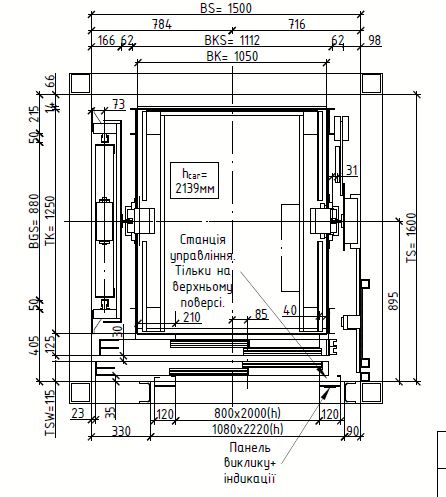 BS= 1500
784
716
166
62
BKS= 1112
62
98
BK= 1050
66
14
215
50
73
hcar=
2139мм
31
BGS= 880
TK= 1250
TS= 1600
Станція
управління.
Тільки на
верхньому
поверсі.
895
50
40
210
85
30
405
125
TSW=115
35
23
120
800x2000(h)
120
330
1080x2220(h)
90
Панель
виклику+
індикації